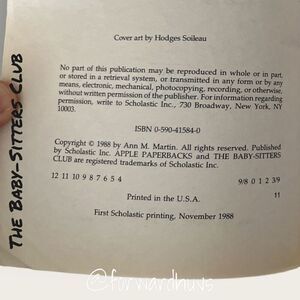 THE BABY-SITTERS CLUB
Cover art by Hodges Soileau
No part of this publication may be reproduced in whole or in part,
or stored in a retrieval system, or transmitted in any form or by any
means, electronic, mechanical, photocopying, recording, or otherwise,
without written permission of the publisher. For information regarding
permission, write to Scholastic Inc., 730 Broadway, New York, NY
10003.
ISBN 0-590-41584-0
Copyright © 1988 by Ann M. Martin. All rights reserved. Published
by Scholastic Inc. APPLE PAPERBACKS and THE BABY-SITTERS
CLUB are registered trademarks of Scholastic Inc.
12 11 10 9 8 7 6 5 4 9/8 0 1 2 3/9
Printed in the U.S.A. 11
First Scholastic printing, November 1988